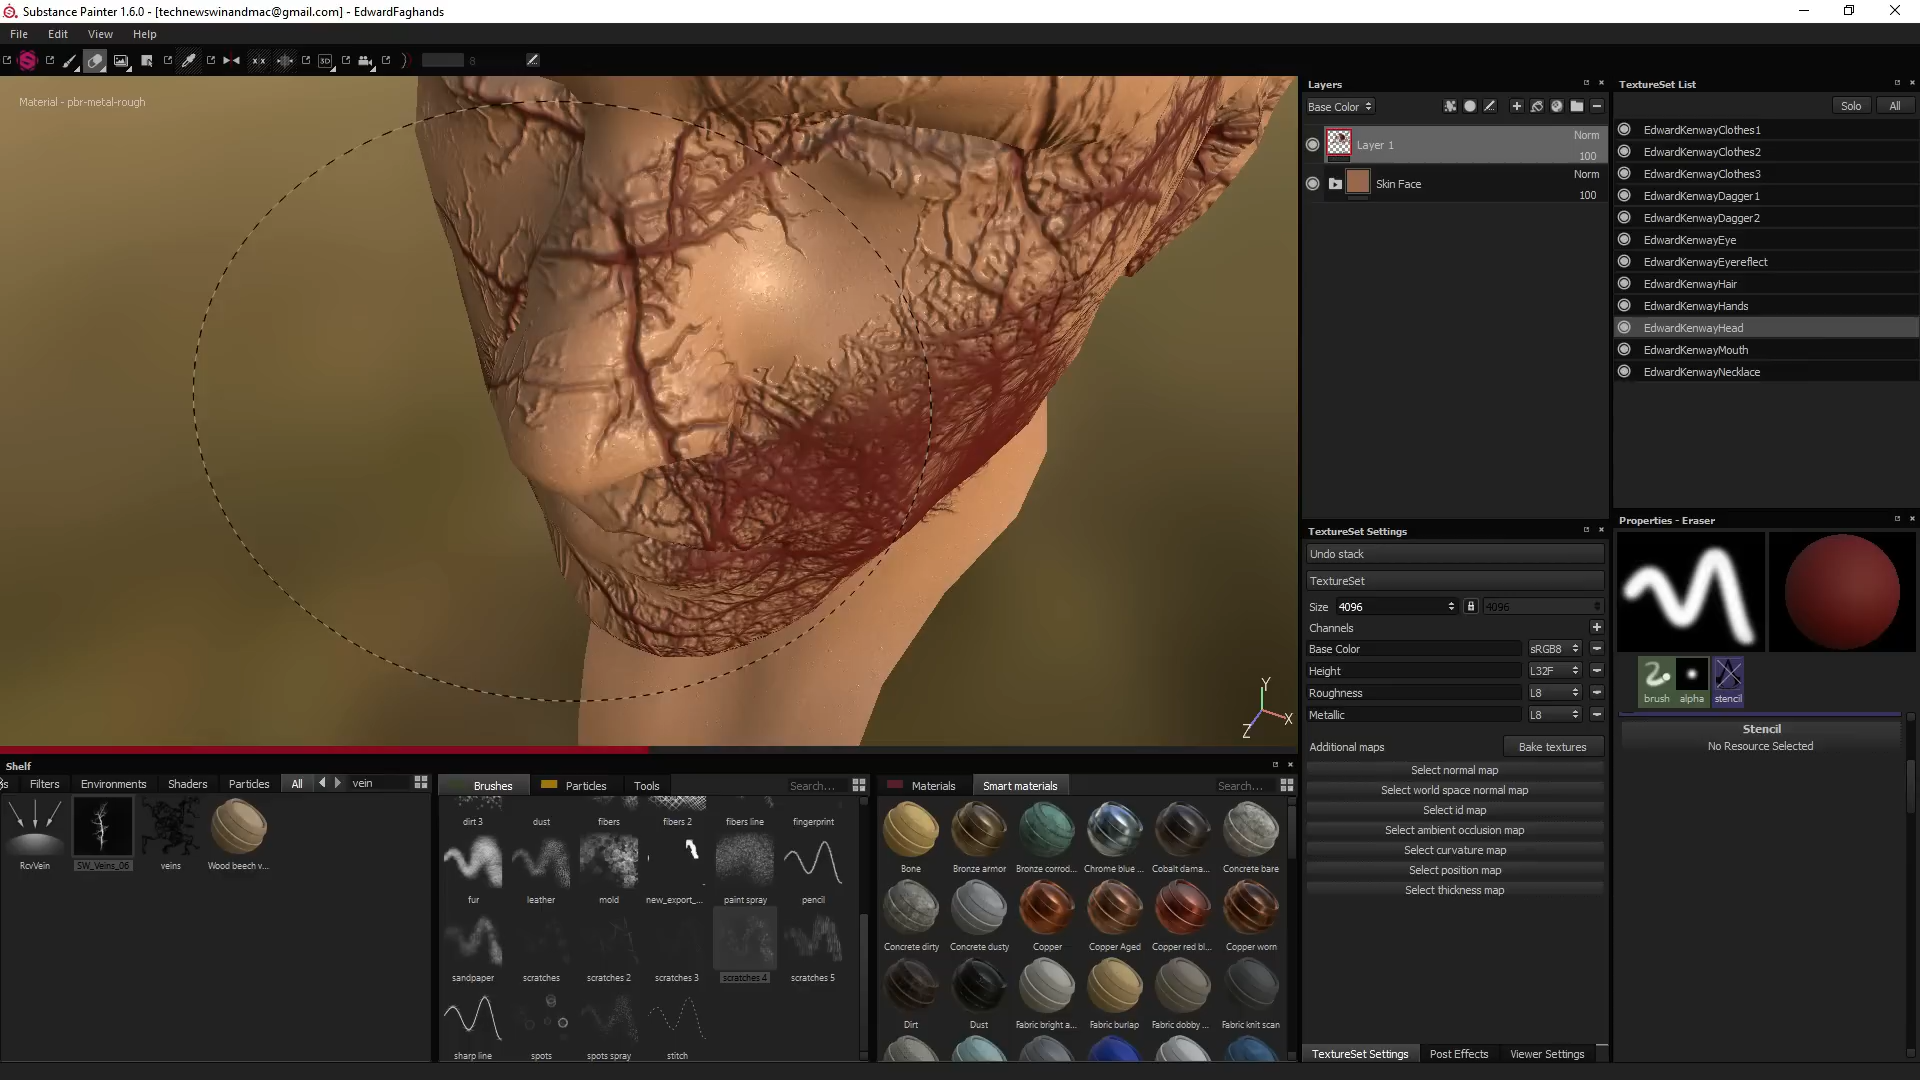 Substance Painter 1.6.0 - [technewswinandmac@gmail.com] - EdwardFaghands
File Edit View Help
3D 8
Material - pbr-metal-rough
Y
X
Z
Layers
Base Color
Layer 1 Norm 100
Skin Face Norm 100
TextureSet List
Solo All
EdwardKenwayClothes1
EdwardKenwayClothes2
EdwardKenwayClothes3
EdwardKenwayDagger1
EdwardKenwayDagger2
EdwardKenwayEye
EdwardKenwayEyereflect
EdwardKenwayHair
EdwardKenwayHands
EdwardKenwayHead
EdwardKenwayMouth
EdwardKenwayNecklace
TextureSet Settings
Undo stack
TextureSet
Size 4096 4096
Channels
Base Color sRGB8
Height L32F
Roughness L8
Metallic L8
Additional maps Bake textures
Select normal map
Select world space normal map
Select id map
Select ambient occlusion map
Select curvature map
Select position map
Select thickness map
TextureSet Settings Post Effects Viewer Settings
Properties - Eraser
brush alpha stencil
Stencil
No Resource Selected
Shelf
Filters Environments Shaders Particles All vein
RcvVein SW_Veins_06 veins Wood beech v...
Brushes Particles Tools Search...
dirt 3 dust fibers fibers 2 fibers line fingerprint
fur leather mold new_export_... paint spray pencil
sandpaper scratches scratches 2 scratches 3 scratches 4 scratches 5
sharp line spots spots spray stitch
Materials Smart materials Search...
Bone Bronze armor Bronze corrod... Chrome blue ... Cobalt dama... Concrete bare
Concrete dirty Concrete dusty Copper Copper Aged Copper red bl... Copper worn
Dirt Dust Fabric bright a... Fabric burlap Fabric dobby ... Fabric knit scan